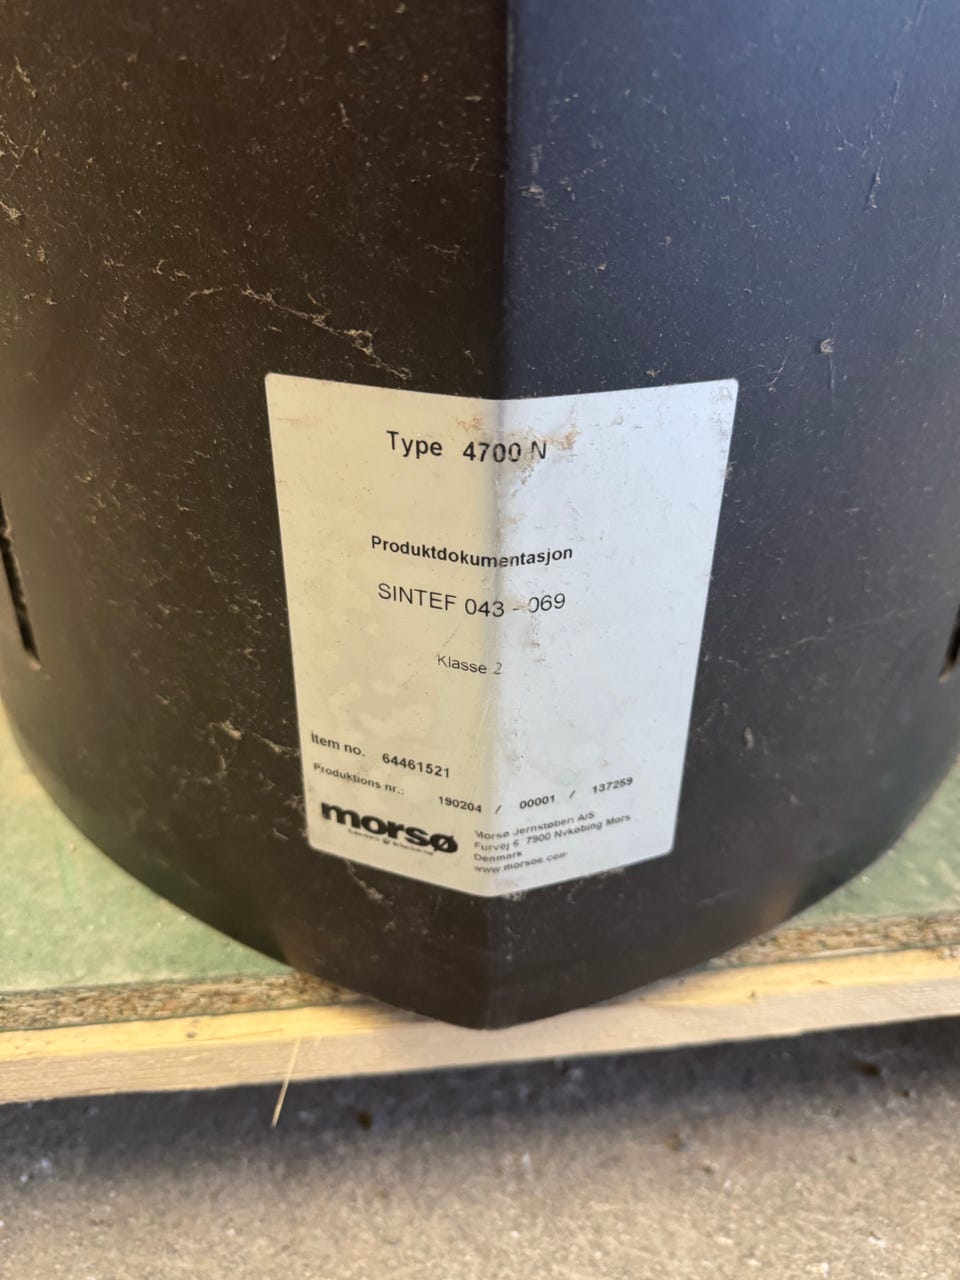 Type 4700 N
Produktdokumentasjon
SINTEF 043 - 069
Klasse 2
Item no. 64461521
Produktions nr.: 190204 / 00001 / 137259
morsø
Morsø Jernstøberi A/S
Furvej 6 7900 Nykøbing Mors
Denmark
www.morsoe.com